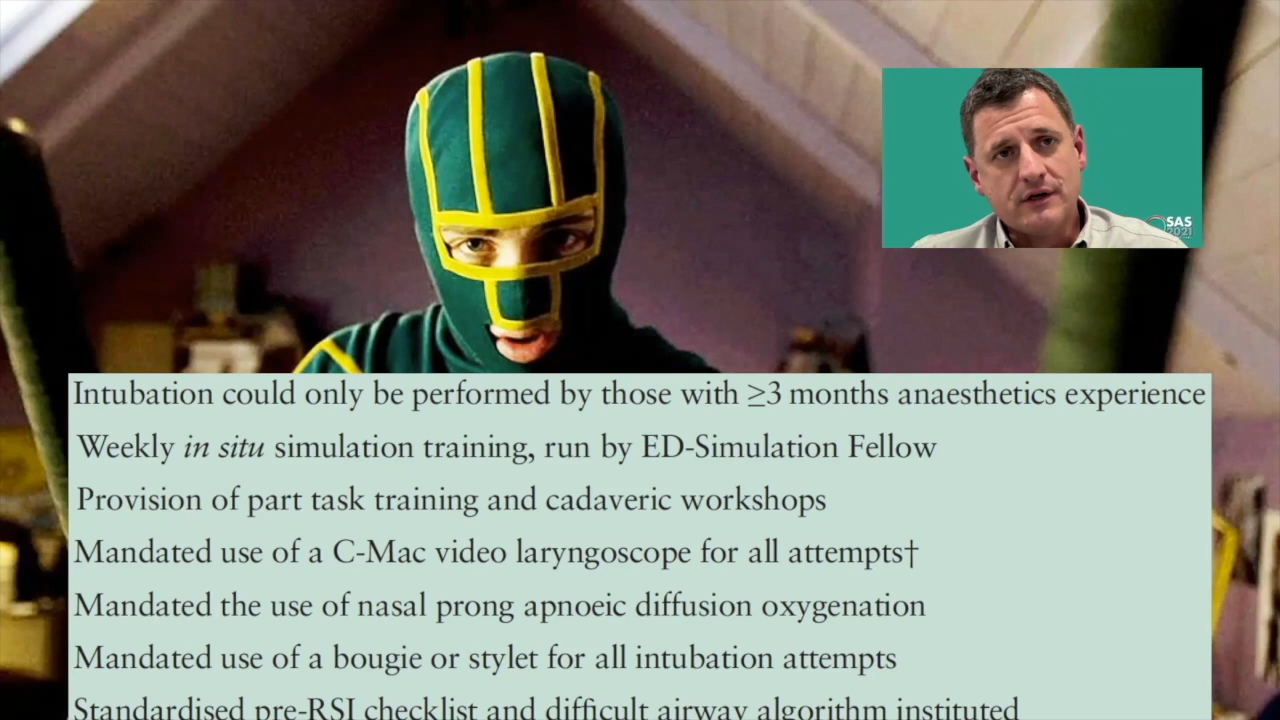 SAS
2021
Intubation could only be performed by those with ≥3 months anaesthetics experience
Weekly in situ simulation training, run by ED-Simulation Fellow
Provision of part task training and cadaveric workshops
Mandated use of a C-Mac video laryngoscope for all attempts†
Mandated the use of nasal prong apnoeic diffusion oxygenation
Mandated use of a bougie or stylet for all intubation attempts
Standardised pre-RSI checklist and difficult airway algorithm instituted